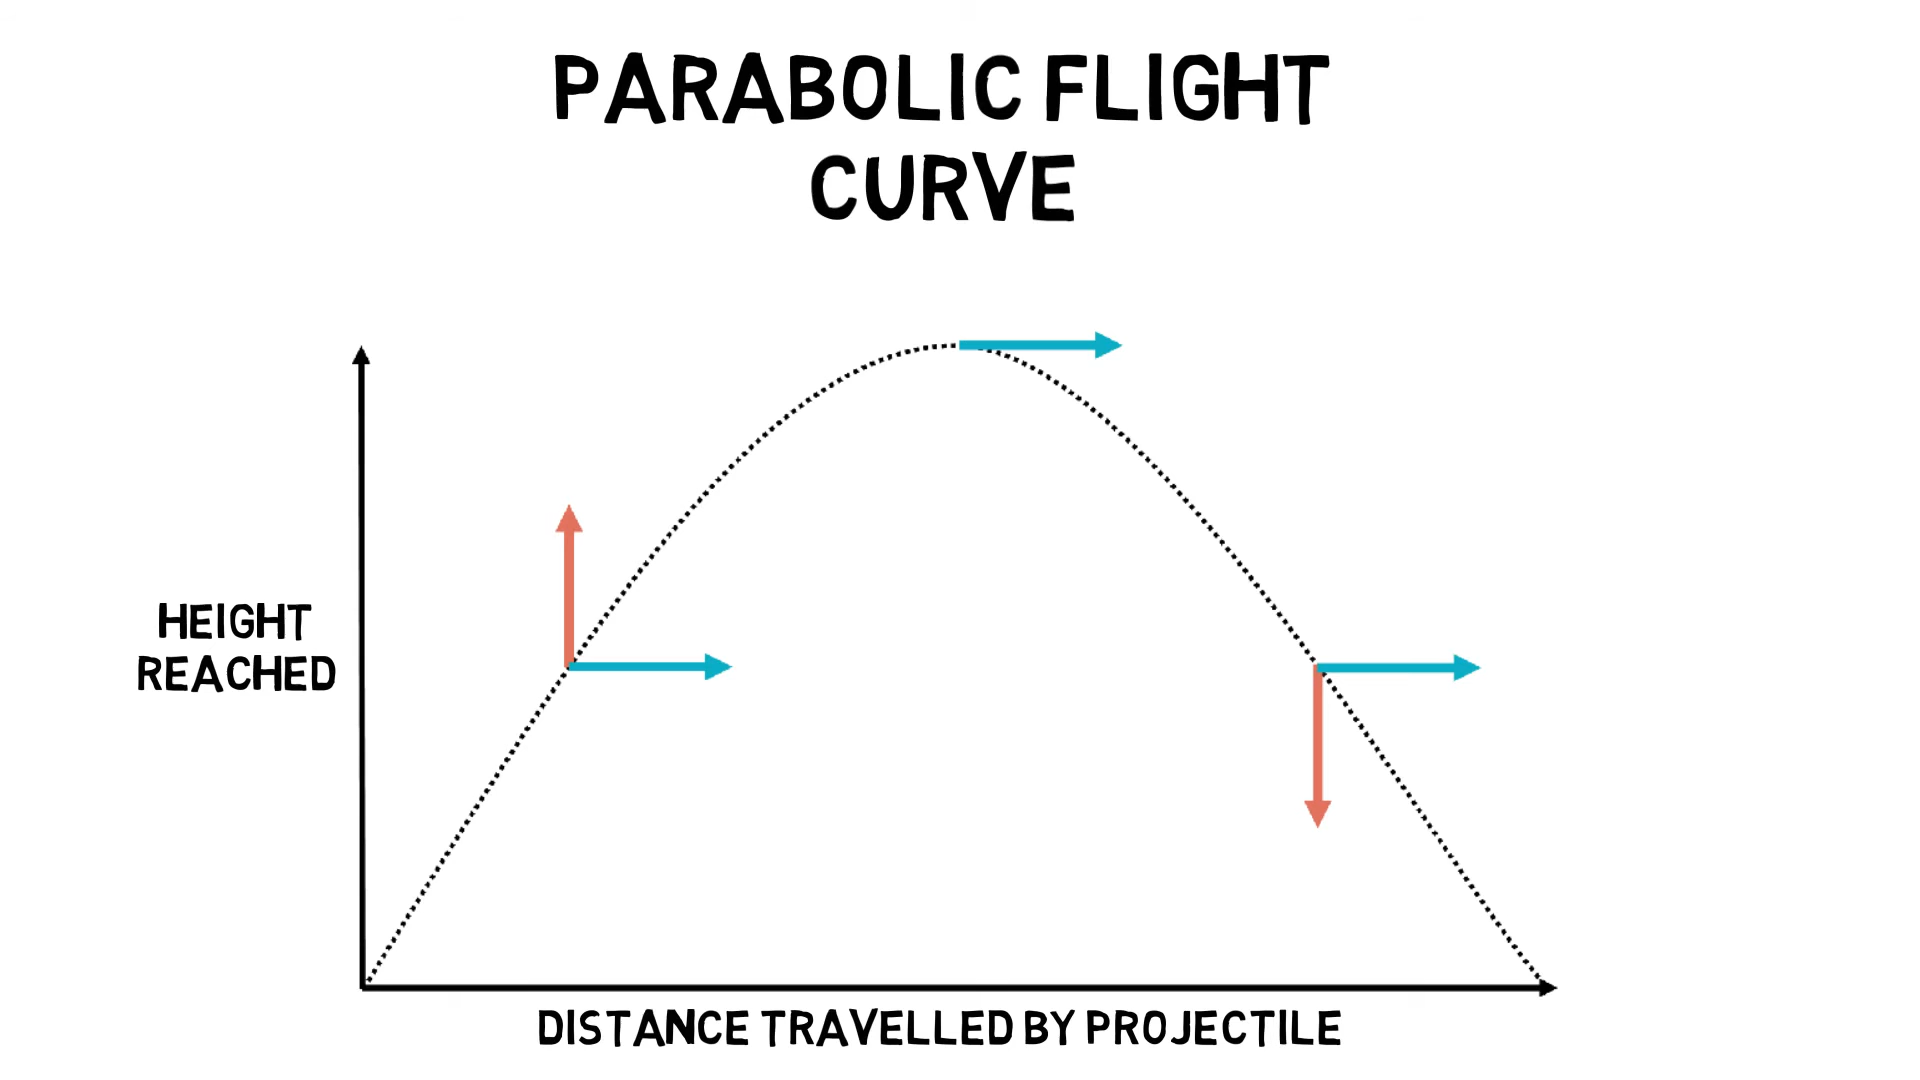 PARABOLIC FLIGHT
CURVE
HEIGHT
REACHED
DISTANCE TRAVELLED BY PROJECTILE